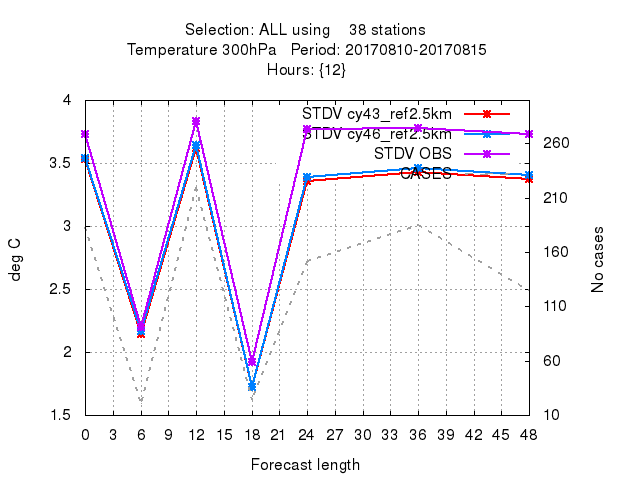 Selection: ALL using 38 stations
Temperature 300hPa Period: 20170810-20170815
Hours: {12}
STDV cy43_ref2.5km
STDV cy46_ref2.5km
STDV OBS
CASES
4
3.5
3
2.5
2
1.5
deg C
260
210
160
110
60
10
No cases
0 3 6 9 12 15 18 21 24 27 30 33 36 39 42 45 48
Forecast length